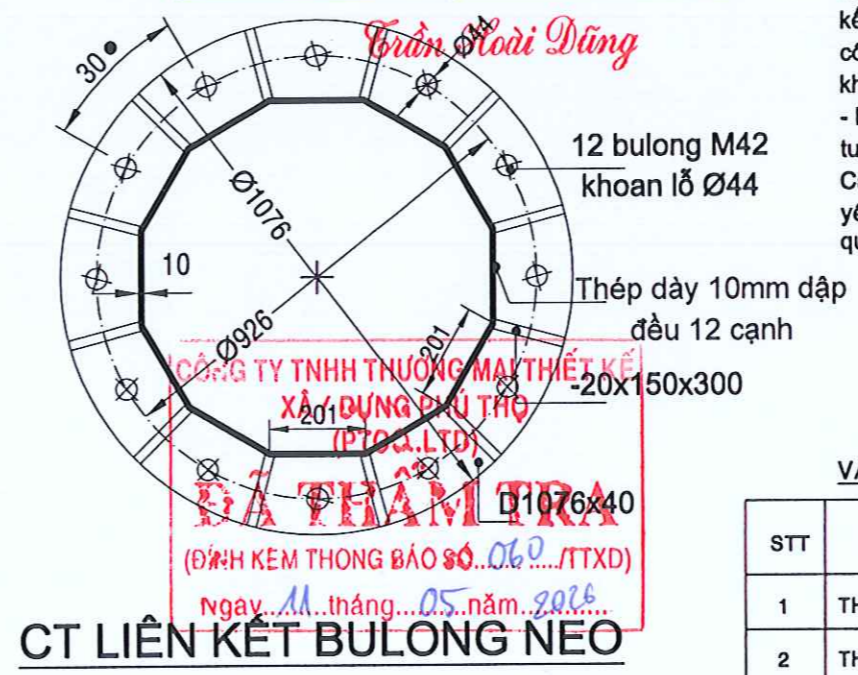 Trần Hoài Dũng
30
Ø44
Ø1076
10
Ø926
201
201
12 bulong M42
khoan lỗ Ø44
Thép dày 10mm dập
đều 12 cạnh
-20x150x300
D1076x40
CÔNG TY TNHH THƯƠNG MẠI THIẾT KẾ
XÂY DỰNG PHÚ THỌ
ĐÃ THẨM TRA
(ĐÍNH KÈM THÔNG BÁO SỐ...060...../TTXD)
Ngày...11...tháng...05..năm...2026
CT LIÊN KẾT BULONG NEO
STT
1
2